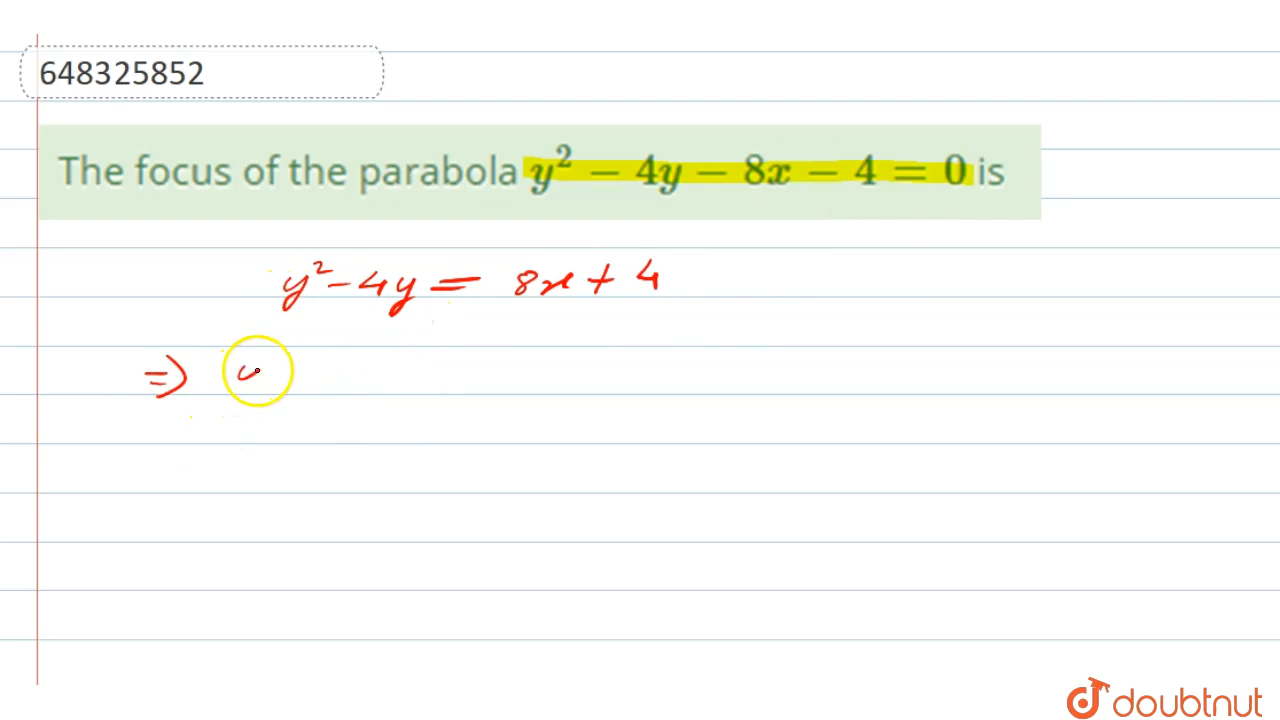 648325852
The focus of the parabola y² − 4y − 8x − 4 = 0 is
y² − 4y = 8x + 4
⇒
doubtnut